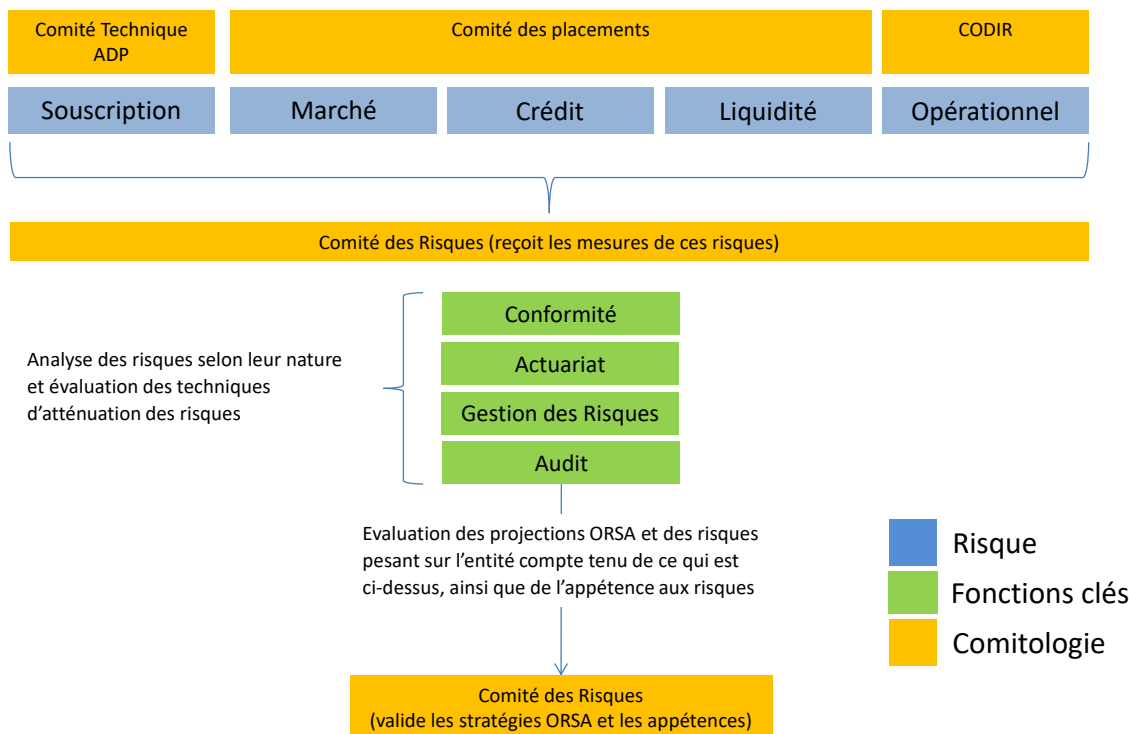 Comité Technique
ADP
Comité des placements
CODIR
Souscription
Marché
Crédit
Liquidité
Opérationnel
Comité des Risques (reçoit les mesures de ces risques)
Conformité
Actuariat
Gestion des Risques
Audit
Analyse des risques selon leur nature
et évaluation des techniques
d’atténuation des risques
Evaluation des projections ORSA et des risques
pesant sur l’entité compte tenu de ce qui est
ci-dessus, ainsi que de l’appétence aux risques
Risque
Fonctions clés
Comitologie
Comité des Risques
(valide les stratégies ORSA et les appétences)